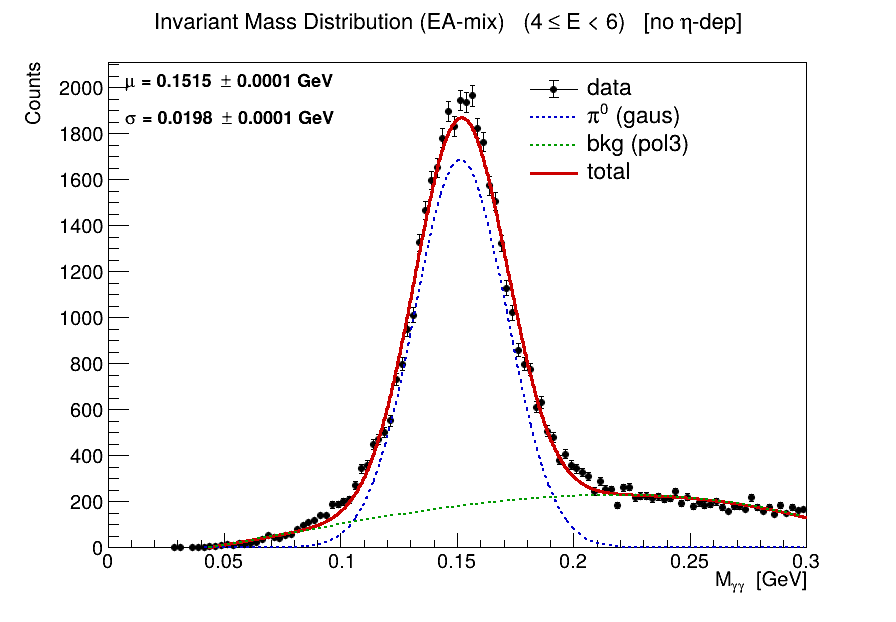 Invariant Mass Distribution (EA-mix) (4 ≤ E < 6) [no η-dep]
Counts
μ = 0.1515 ± 0.0001 GeV
σ = 0.0198 ± 0.0001 GeV
data
π⁰ (gaus)
bkg (pol3)
total
2000
1800
1600
1400
1200
1000
800
600
400
200
0
0 0.05 0.1 0.15 0.2 0.25 0.3
Mγγ [GeV]